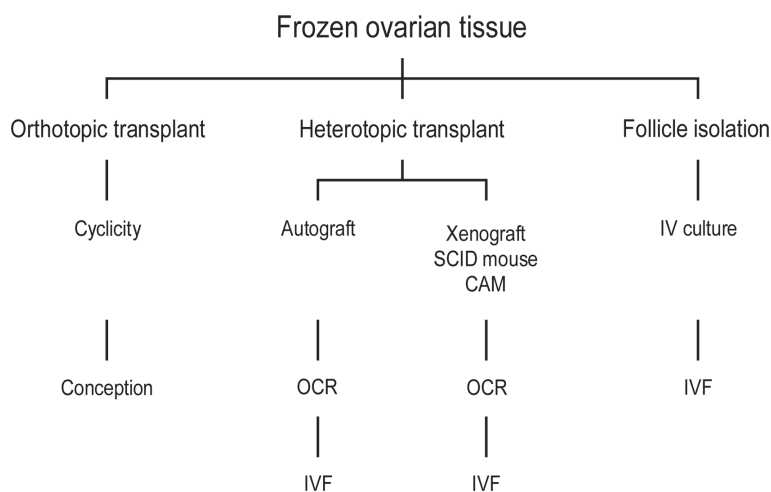 Frozen ovarian tissue
Orthotopic transplant
Heterotopic transplant
Follicle isolation
Cyclicity
Autograft
Xenograft
SCID mouse
CAM
IV culture
Conception
OCR
OCR
IVF
IVF
IVF